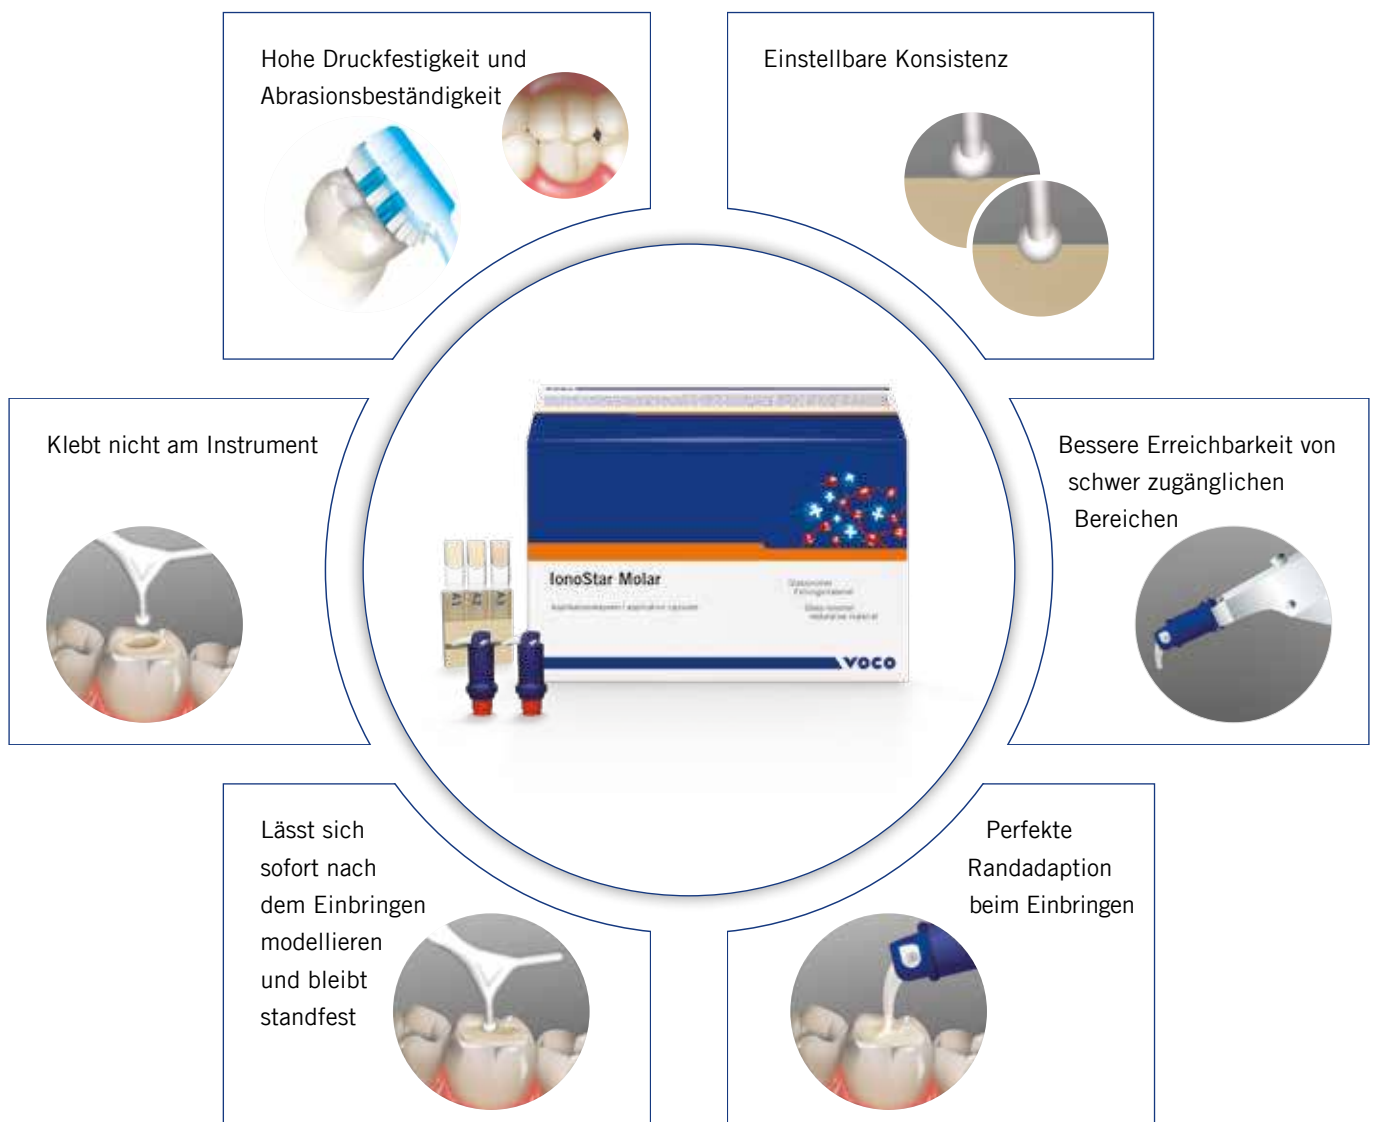 Hohe Druckfestigkeit und
Abrasionsbeständigkeit
Einstellbare Konsistenz
Klebt nicht am Instrument
Bessere Erreichbarkeit von
schwer zugänglichen
Bereichen
IonoStar Molar
VOCO
Lässt sich
sofort nach
dem Einbringen
modellieren
und bleibt
standfest
Perfekte
Randadaption
beim Einbringen